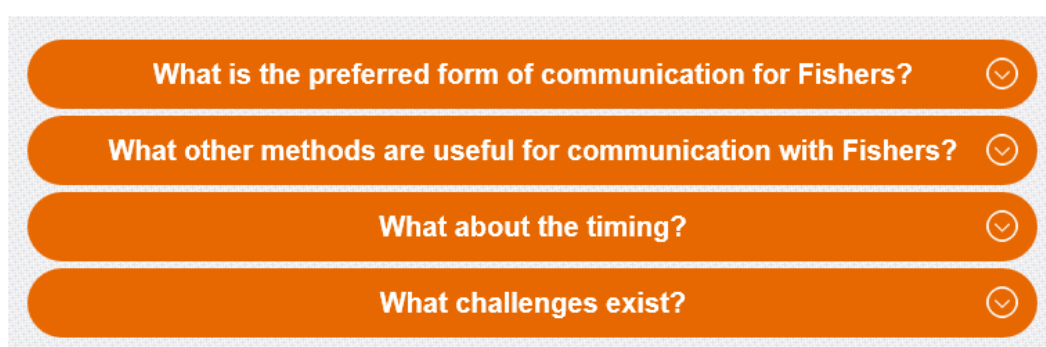 What is the preferred form of communication for Fishers?
What other methods are useful for communication with Fishers?
What about the timing?
What challenges exist?